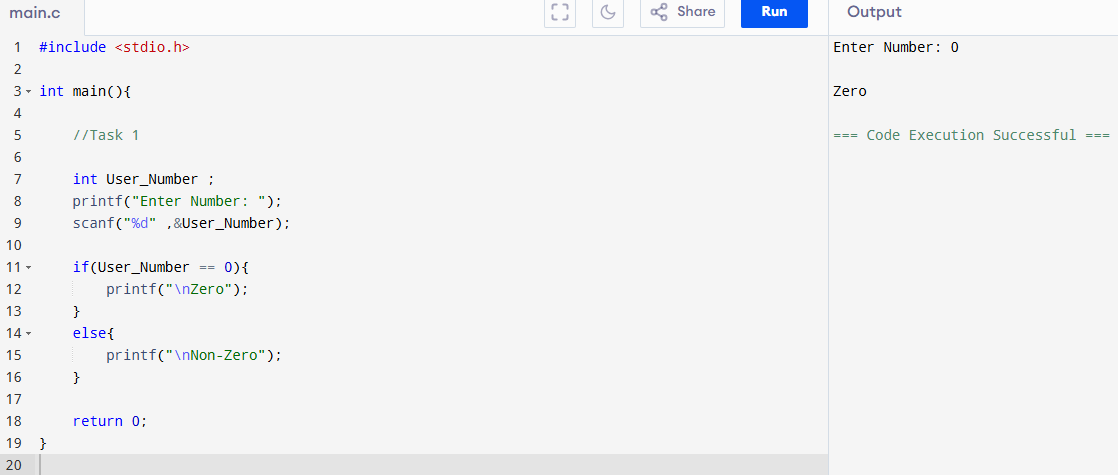 main.c
Share
Run
Output
1 #include <stdio.h>
2
3 int main(){
4
5 //Task 1
6
7 int User_Number ;
8 printf("Enter Number: ");
9 scanf("%d" ,&User_Number);
10
11 if(User_Number == 0){
12 printf("\nZero");
13 }
14 else{
15 printf("\nNon-Zero");
16 }
17
18 return 0;
19 }
20
Enter Number: 0
Zero
=== Code Execution Successful ===